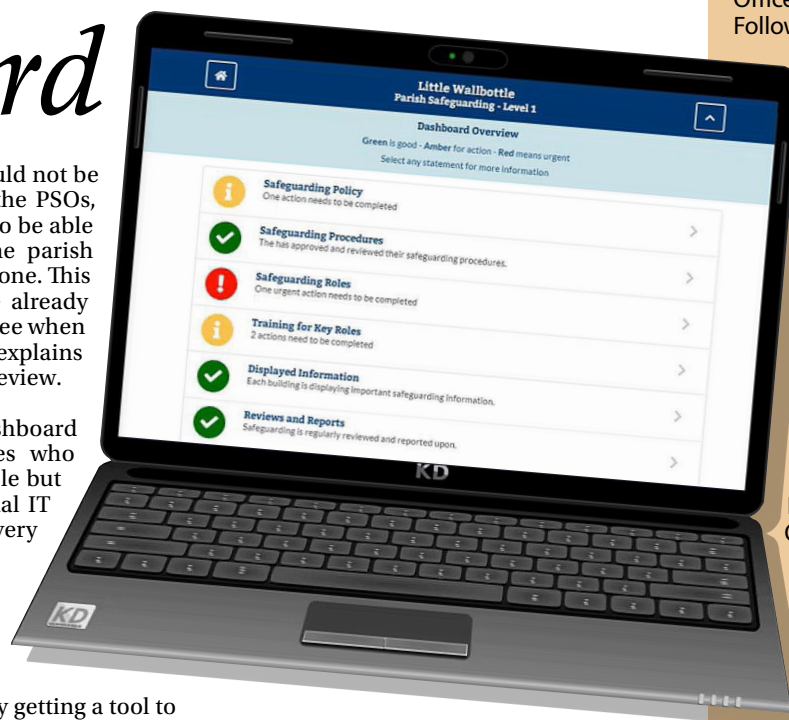 rd
Office
Follow
uld not be
the PSOs,
o be able
ne parish
one. This
already
ee when
explains
eview.
shboard
es who
le but
al IT
very
y getting a tool to
Little Wallbottle
Parish Safeguarding - Level 1
Dashboard Overview
Green is good - Amber for action - Red means urgent
Select any statement for more information
Safeguarding Policy
One action needs to be completed
Safeguarding Procedures
The has approved and reviewed their safeguarding procedures.
Safeguarding Roles
One urgent action needs to be completed
Training for Key Roles
2 actions need to be completed
Displayed Information
Each building is displaying important safeguarding information.
Reviews and Reports
Safeguarding is regularly reviewed and reported upon.
KD
KD